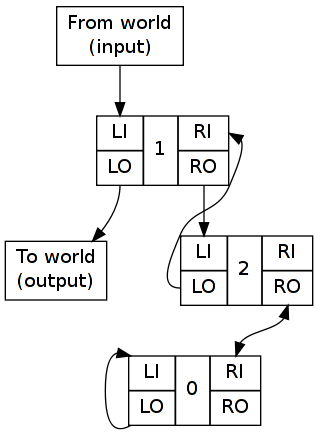 From world
(input)
LI 1 RI
LO RO
To world
(output)
LI 2 RI
LO RO
LI 0 RI
LO RO